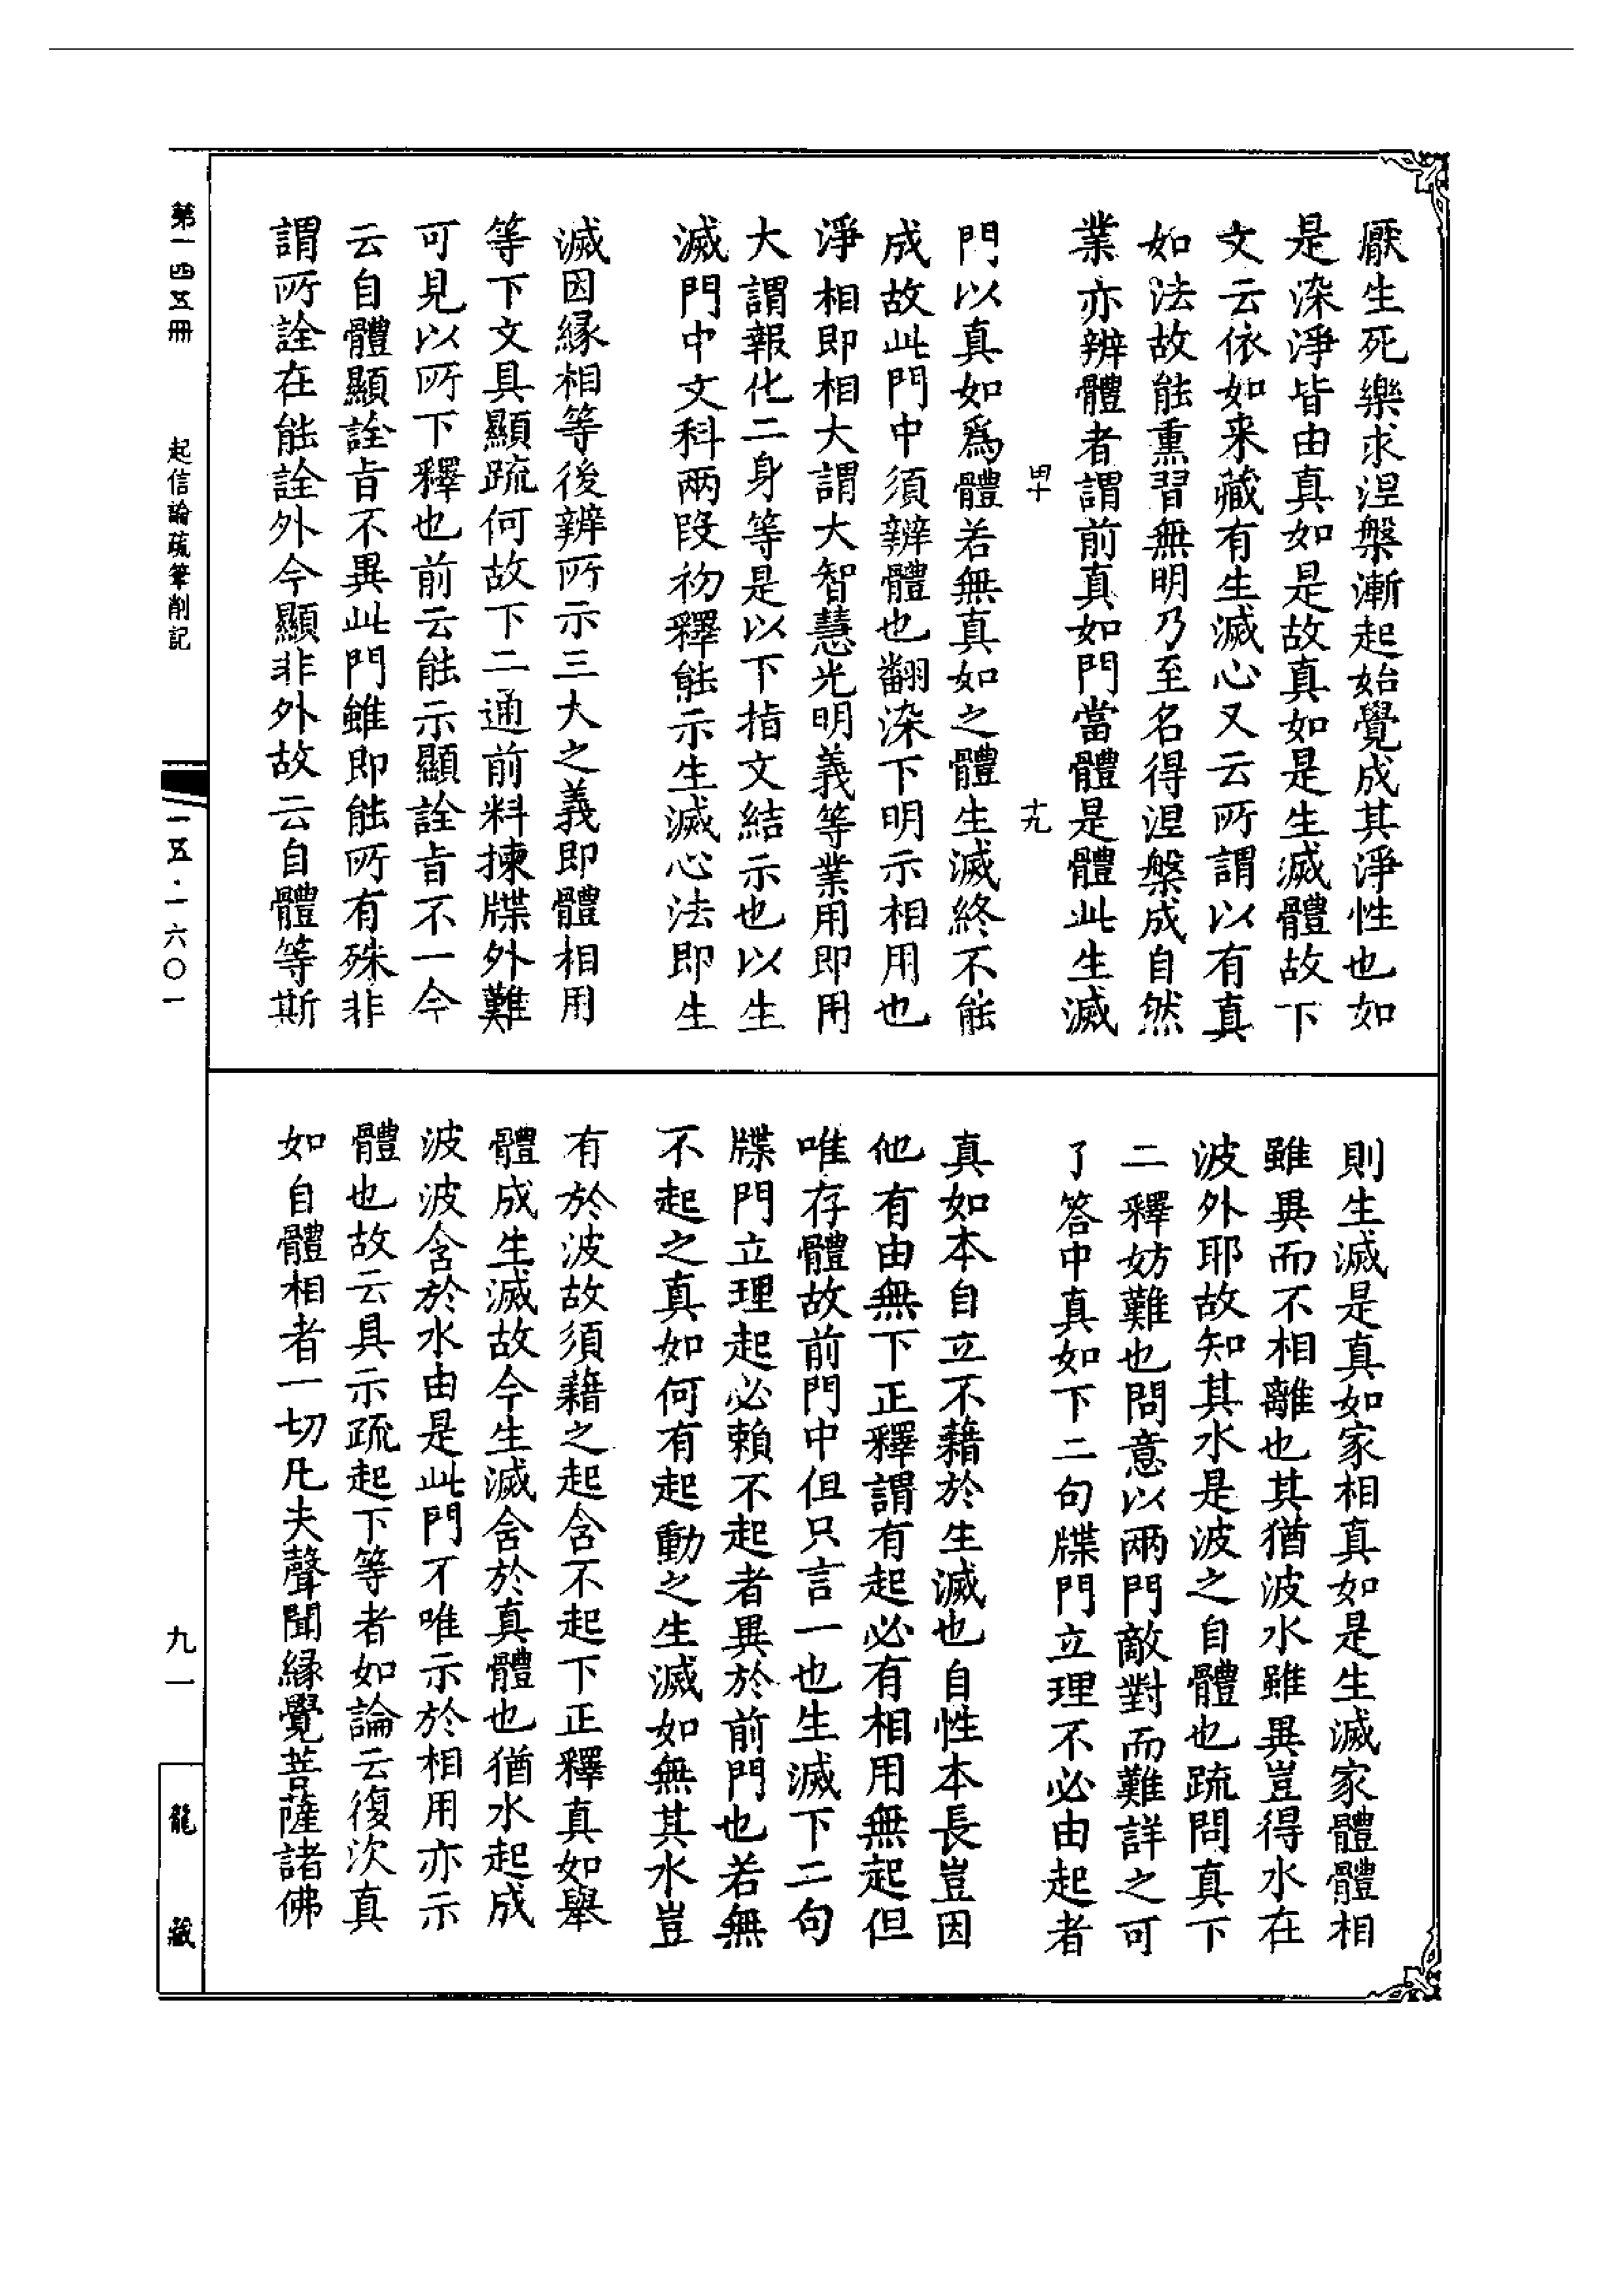 厭生死樂求涅槃漸起始覺成其淨性也如
是深淨皆由真如是故真如是生滅體故下
文云依如来藏有生滅心又云所謂以有真
如法故能熏習無明乃至名得涅槃成自然
業亦辨體者謂前真如門當體是體此生滅
四十 十九
門以真如爲體若無真如之體生滅終不能
成故此門中須辨體也翻染下明示相用也
淨相即相大謂大智慧光明義等業用即用
大謂報化二身等是以下指文結示也以生
滅門中文科兩段初釋能示生滅心法即生
滅因緣相等後辨所示三大之義即體相用
等下文具顯疏何故下二通前料揀牒外難
可見以所下釋也前云能示顯詮旨不一今
云自體顯詮旨不異此門雖即能所有殊非
謂所詮在能詮外今顯非外故云自體等斯
則生滅是真如家相真如是生滅家體體相
雖異而不相離也其猶波水雖異豈得水在
波外耶故知其水是波之自體也疏問真下
二釋妨難也問意以兩門敵對而難詳之可
了答中真如下二句牒門立理不必由起者
真如本自立不藉於生滅也自性本長豈因
他有由無下正釋謂有起必有相用無起但
唯存體故前門中但只言一也生滅下二句
牒門立理起必賴不起者異於前門也若無
不起之真如何有起動之生滅如無其水豈
有於波故須藉之起含不起下正釋真如舉
體成生滅故今生滅含於真體也猶水起成
波波含於水由是此門不唯示於相用亦示
體也故云具示疏起下等者如論云復次真
如自體相者一切凡夫聲聞緣覺菩薩諸佛
第一四五冊 起信論疏筆削記 一五·一六〇一 九一 龍藏